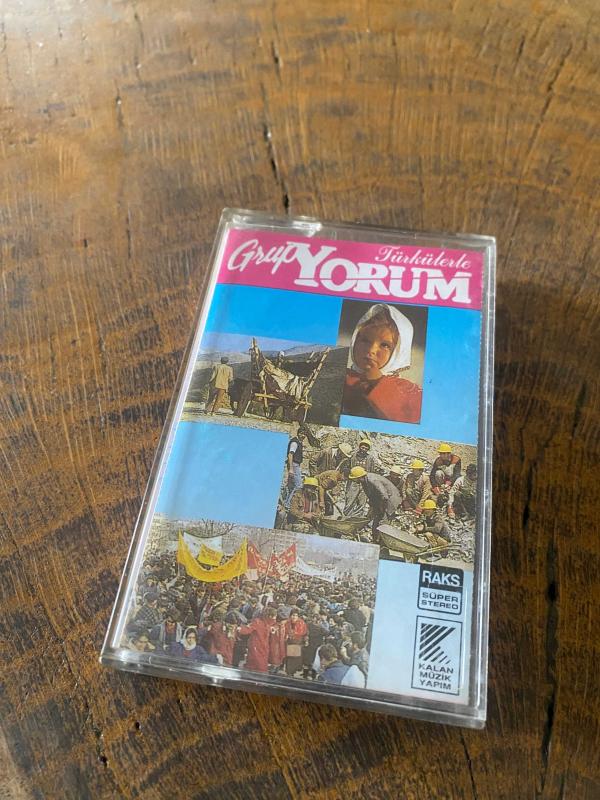 Grup YORUM Türkülerle
RAKS
SÜPER
STEREO
KALAN
MÜZİK
YAPIM